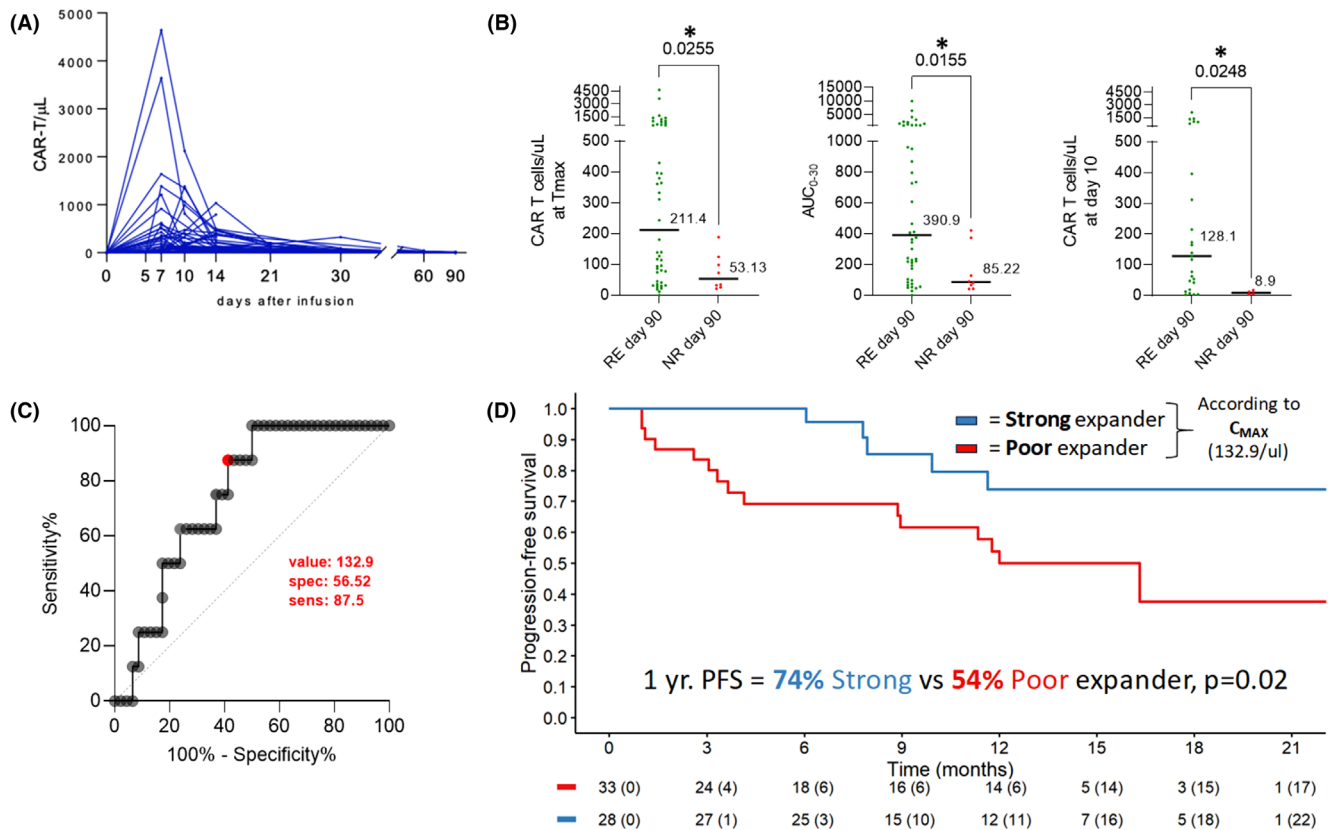 (A)
CAR-T/µL
5000
4000
3000
2000
1000
0
0 5 7 10 14 21 30 60 90
days after infusion
(B)
*
0.0255
CAR T cells/uL
at Tmax
4500
3000
1500
500
400
300
200
100
0
211.4
53.13
RE day 90
NR day 90
*
0.0155
AUC0-30
15000
10000
5000
1000
800
600
400
200
0
390.9
85.22
RE day 90
NR day 90
*
0.0248
CAR T cells/uL
at day 10
4500
3000
1500
500
400
300
200
100
0
128.1
8.9
RE day 90
NR day 90
(C)
Sensitivity%
100
80
60
40
20
0
value: 132.9
spec: 56.52
sens: 87.5
0 20 40 60 80 100
100% - Specificity%
(D)
Progression-free survival
1.0
0.9
0.8
0.7
0.6
0.5
0.4
0.3
0.2
0.1
0.0
= Strong expander
= Poor expander
According to
CMAX
(132.9/ul)
1 yr. PFS = 74% Strong vs 54% Poor expander, p=0.02
0 3 6 9 12 15 18 21
Time (months)
33 (0) 24 (4) 18 (6) 16 (6) 14 (6) 5 (14) 3 (15) 1 (17)
28 (0) 27 (1) 25 (3) 15 (10) 12 (11) 7 (16) 5 (18) 1 (22)